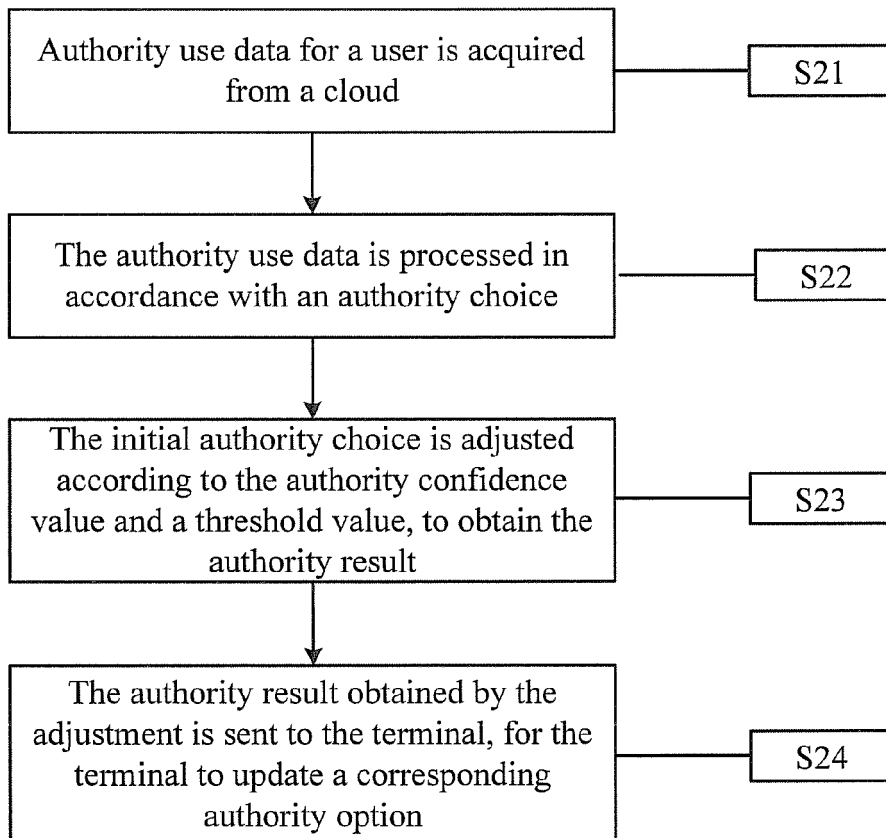 Authority use data for a user is acquired
from a cloud
S21
The authority use data is processed in
accordance with an authority choice
S22
The initial authority choice is adjusted
according to the authority confidence
value and a threshold value, to obtain the
authority result
S23
The authority result obtained by the
adjustment is sent to the terminal, for the
terminal to update a corresponding
authority option
S24